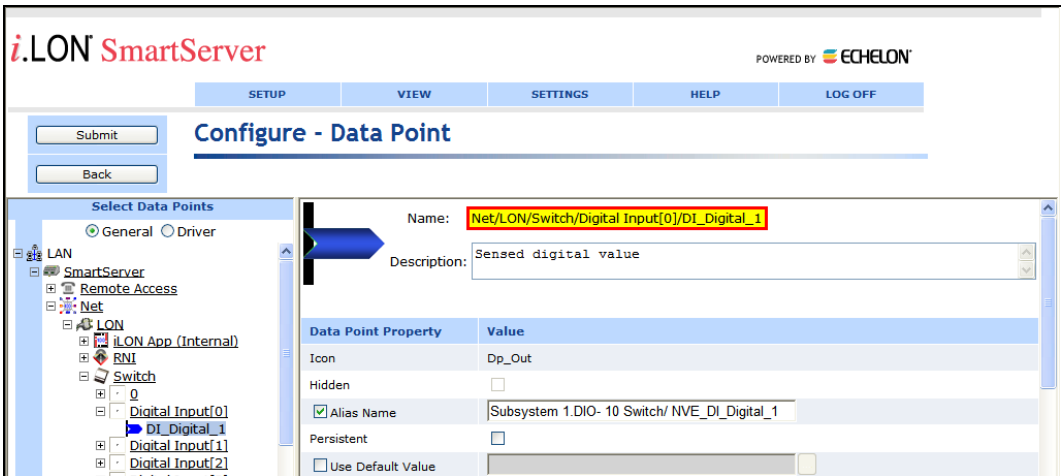 i.LON SmartServer
POWERED BY ECHELON
SETUP VIEW SETTINGS HELP LOG OFF
Submit
Configure - Data Point
Back
Select Data Points
General Driver
LAN
SmartServer
Remote Access
Net
LON
iLON App (Internal)
RNI
Switch
0
Digital Input[0]
DI_Digital_1
Digital Input[1]
Digital Input[2]
Name: Net/LON/Switch/Digital Input[0]/DI_Digital_1
Description: Sensed digital value
Data Point Property Value
Icon Dp_Out
Hidden
Alias Name Subsystem 1.DIO- 10 Switch/ NVE_DI_Digital_1
Persistent
Use Default Value